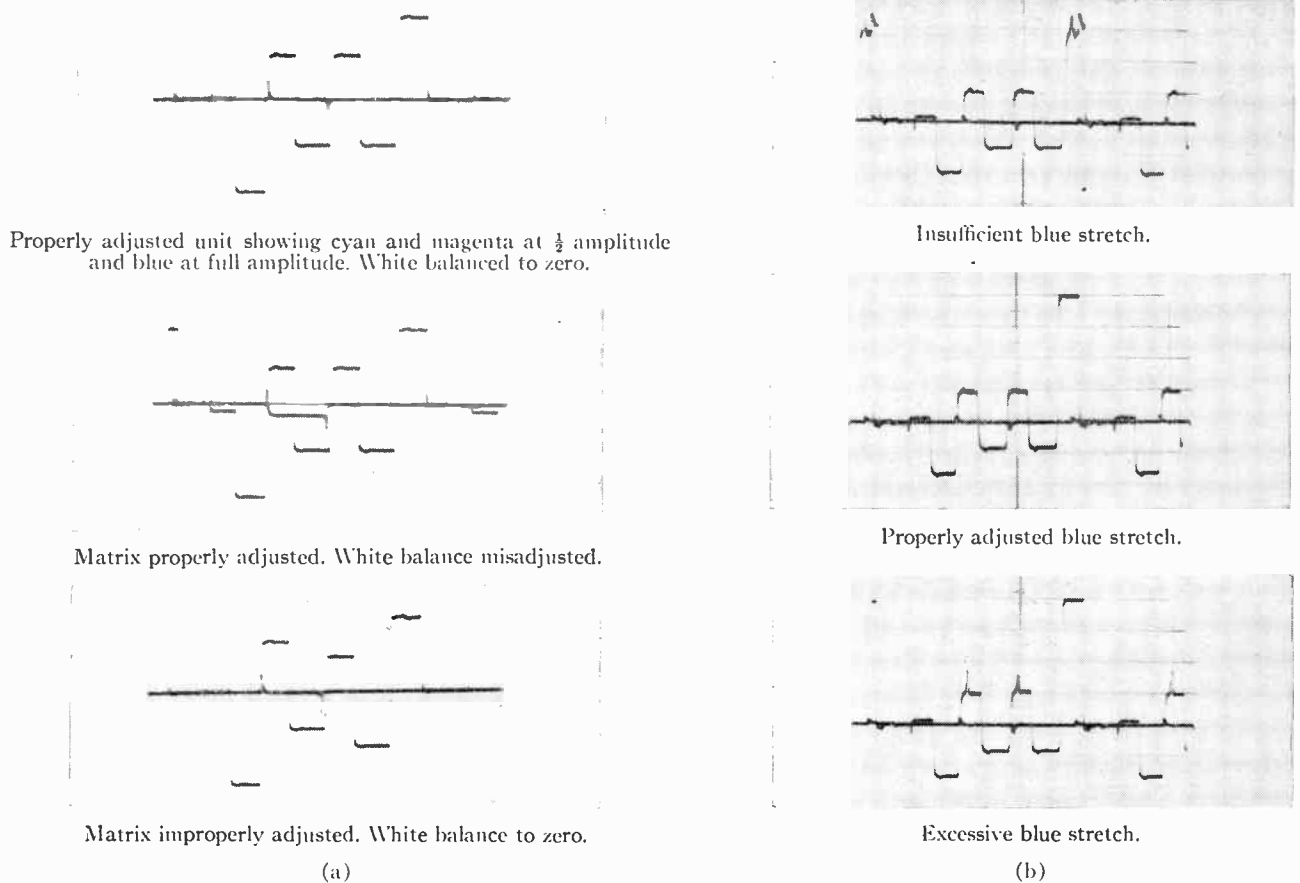 Properly adjusted unit showing cyan and magenta at ½ amplitude
and blue at full amplitude. White balanced to zero.
Matrix properly adjusted. White balance misadjusted.
Matrix improperly adjusted. White balance to zero.
(a)
Insufficient blue stretch.
Properly adjusted blue stretch.
Excessive blue stretch.
(b)